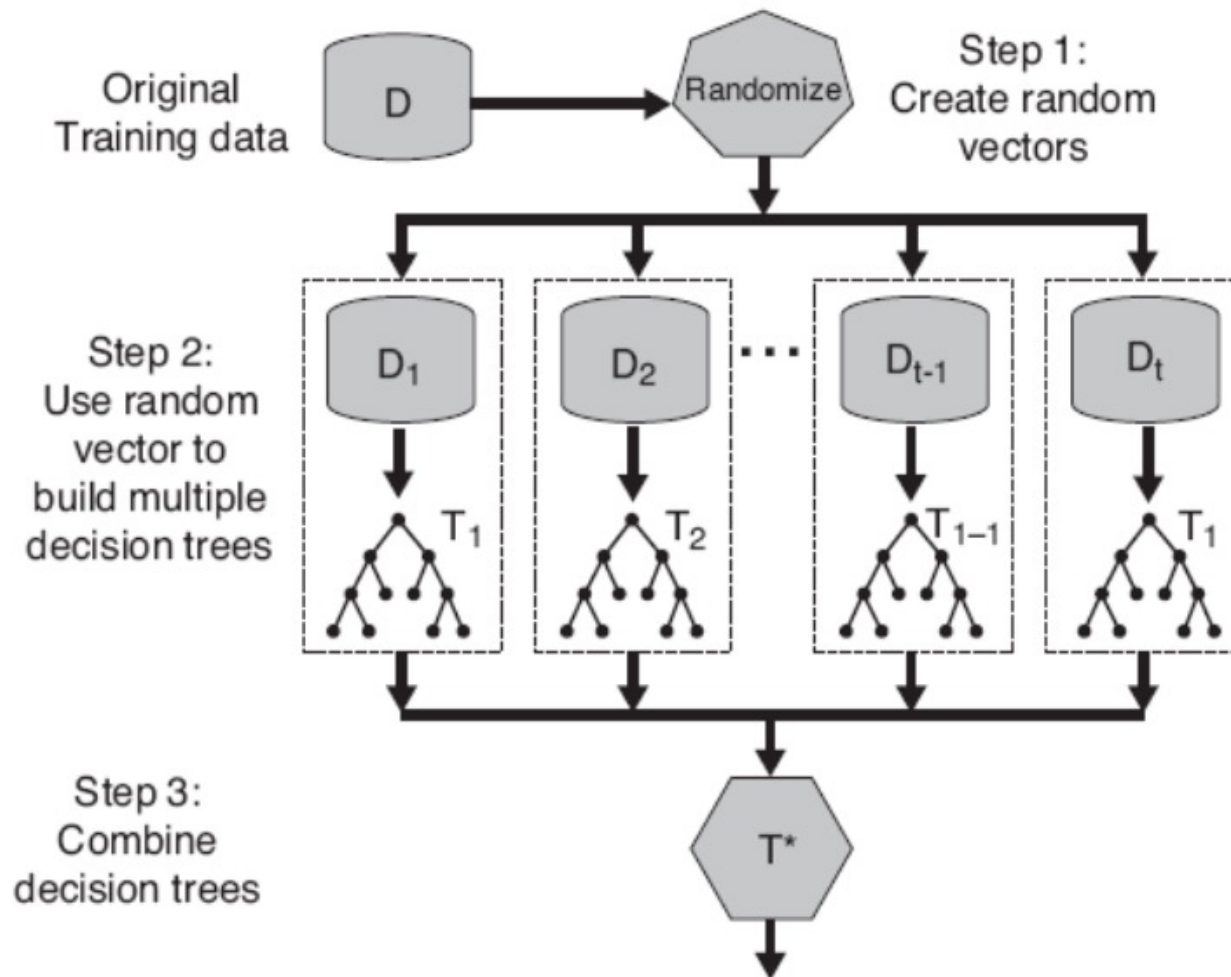 Original
Training data
D
Randomize
Step 1:
Create random
vectors
Step 2:
Use random
vector to
build multiple
decision trees
D₁
D₂
...
Dₜ₋₁
Dₜ
T₁
T₂
T₁₋₁
T₁
Step 3:
Combine
decision trees
T*